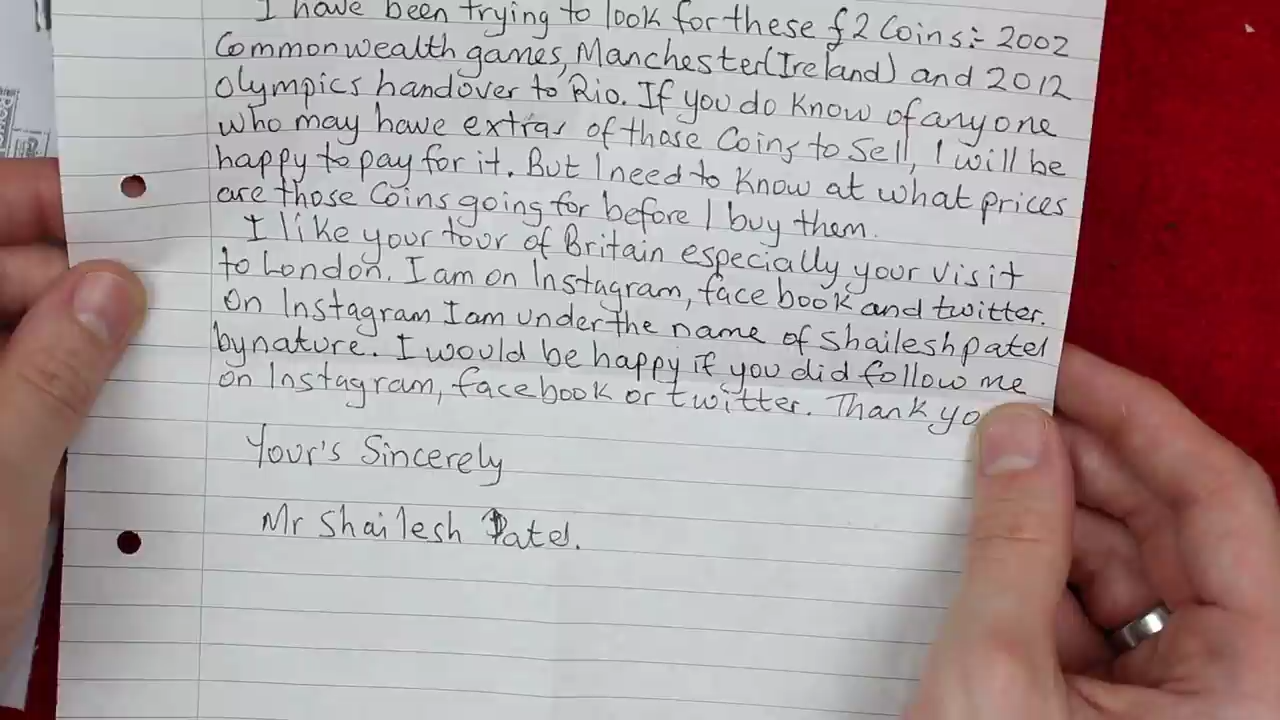 I have been trying to look for these £2 Coins:- 2002
Commonwealth games, Manchester(Ireland) and 2012
Olympics handover to Rio. If you do know of anyone
who may have extras of those Coins to sell, I will be
happy to pay for it. But I need to know at what prices
are those Coins going for before I buy them.
I like your tour of Britain especially your visit
to London. I am on Instagram, facebook and twitter.
On Instagram I am under the name of shaileshpatel
bynature. I would be happy if you did follow me
on Instagram, facebook or twitter. Thank yo
Your's Sincerely
Mr Shailesh Patel.